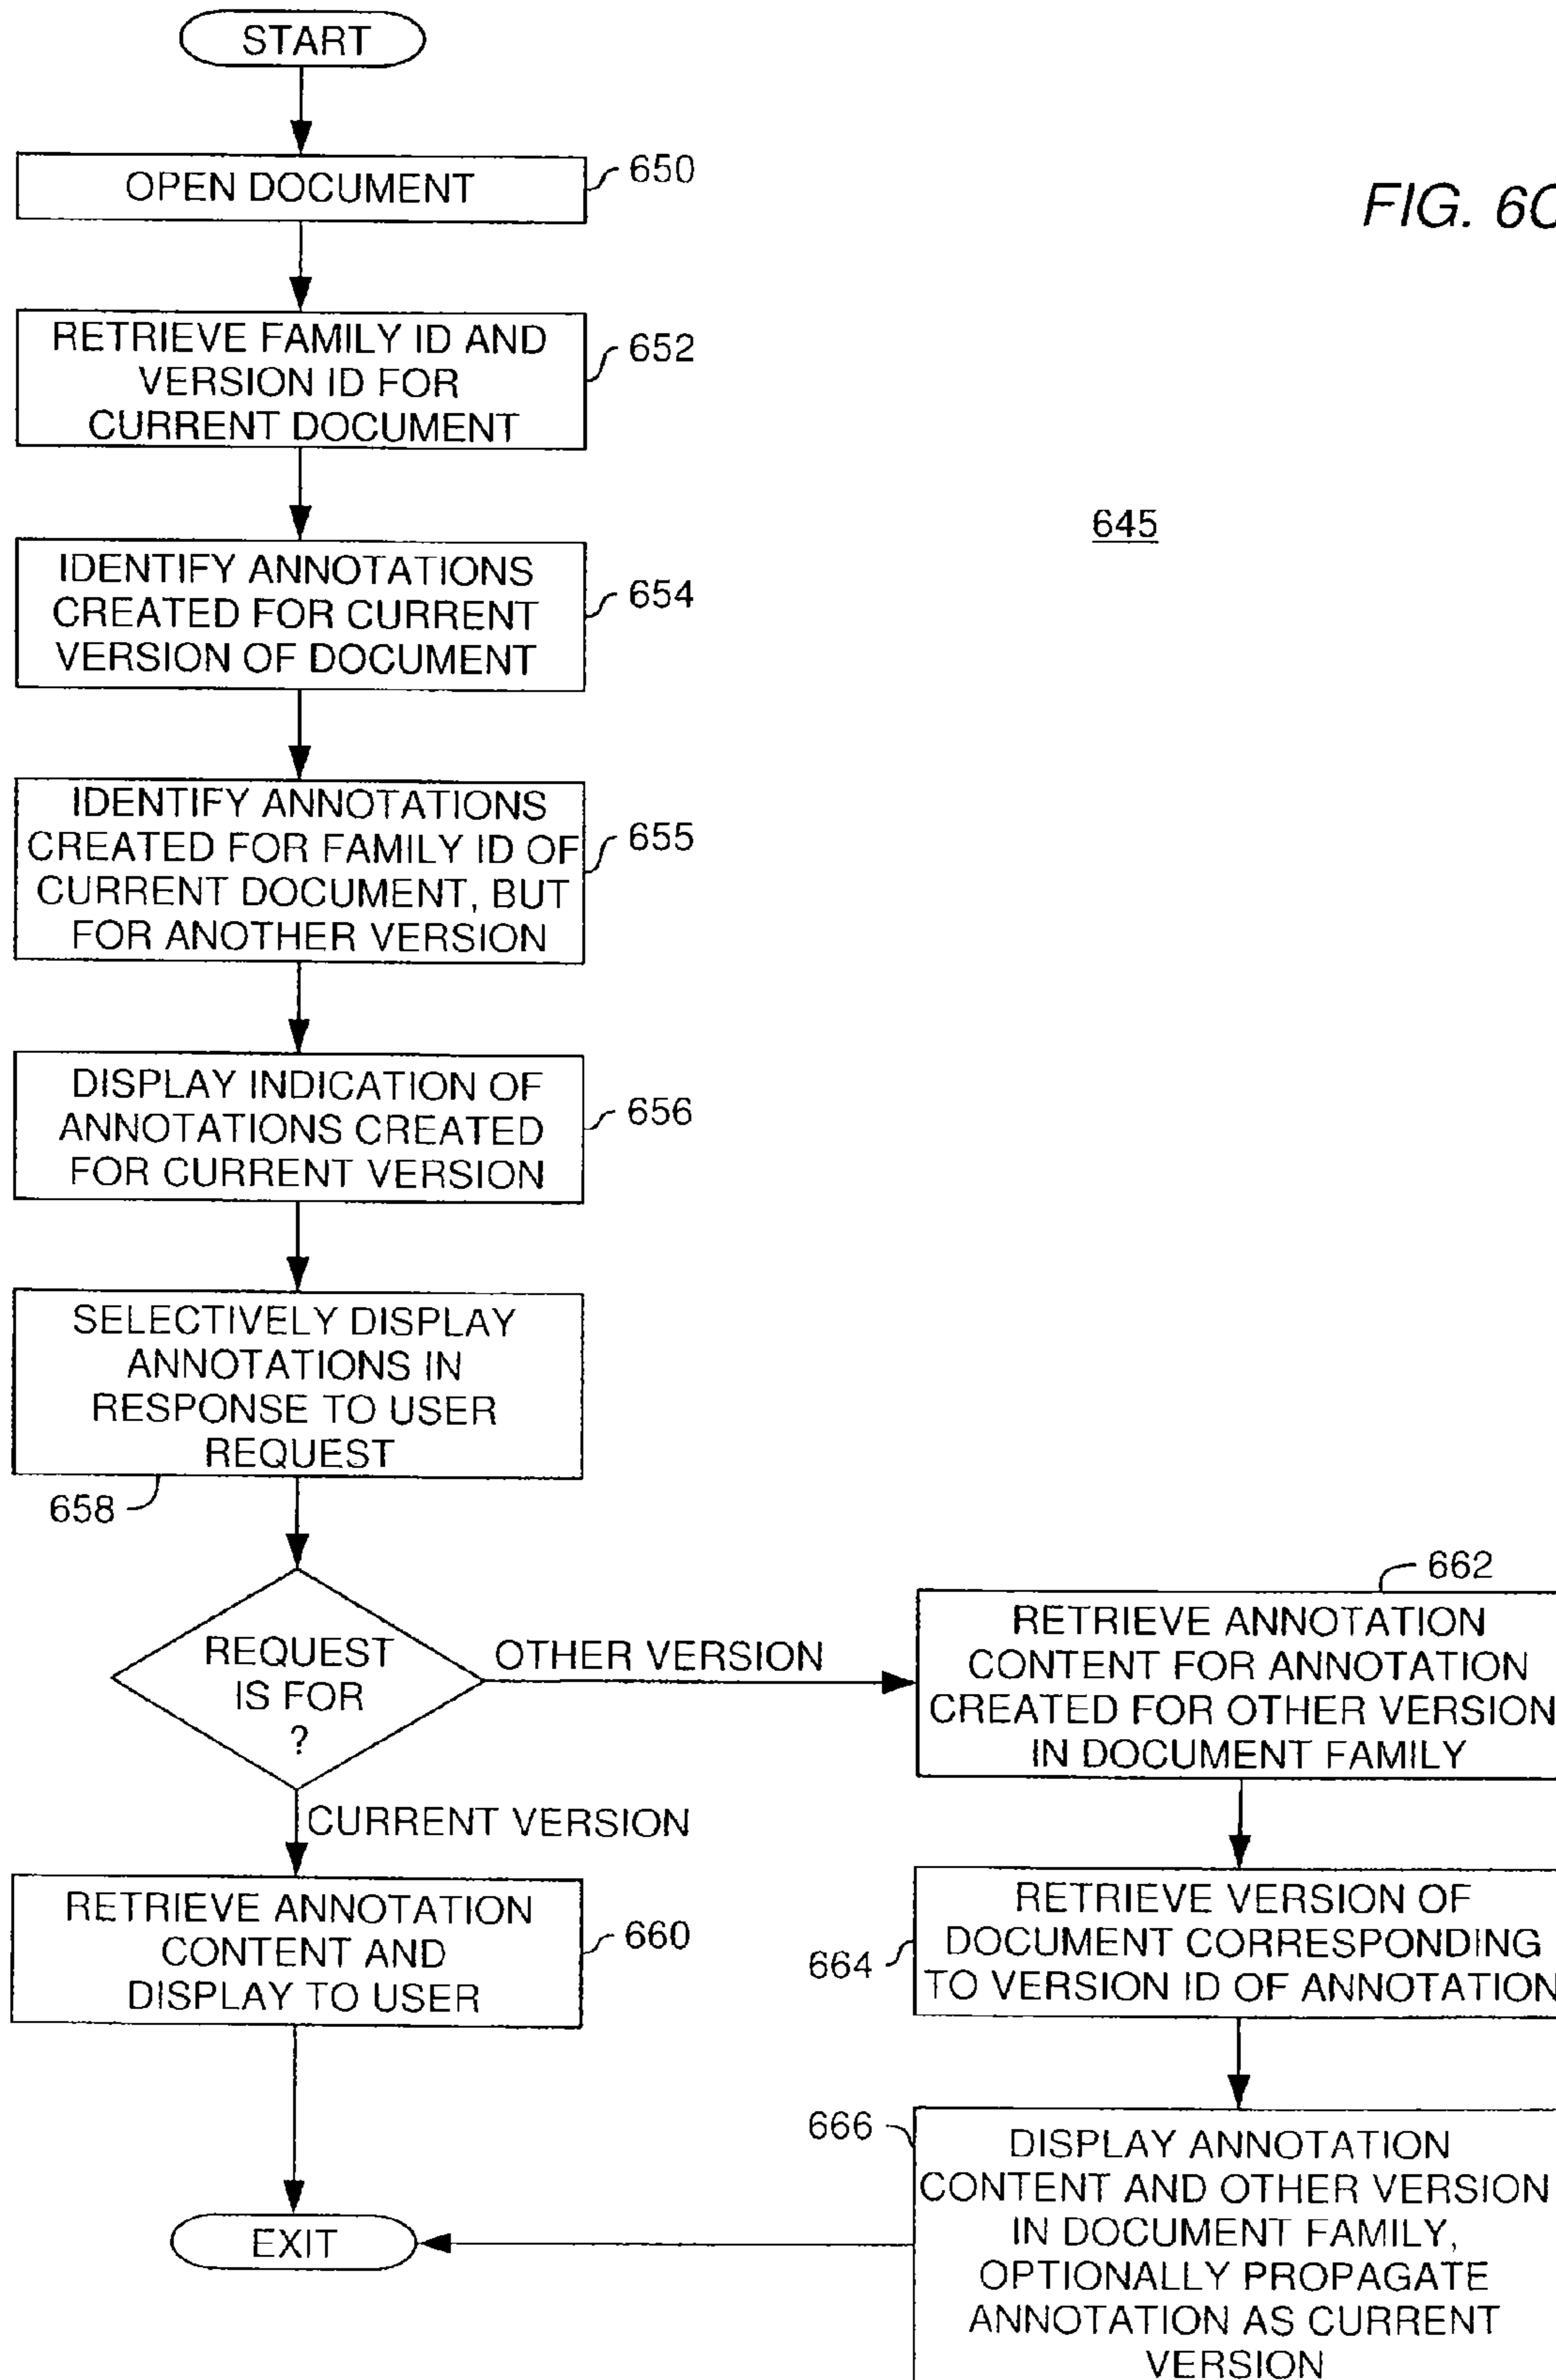 START
OPEN DOCUMENT
650
FIG. 6C
RETRIEVE FAMILY ID AND
VERSION ID FOR
CURRENT DOCUMENT
652
645
IDENTIFY ANNOTATIONS
CREATED FOR CURRENT
VERSION OF DOCUMENT
654
IDENTIFY ANNOTATIONS
CREATED FOR FAMILY ID OF
CURRENT DOCUMENT, BUT
FOR ANOTHER VERSION
655
DISPLAY INDICATION OF
ANNOTATIONS CREATED
FOR CURRENT VERSION
656
SELECTIVELY DISPLAY
ANNOTATIONS IN
RESPONSE TO USER
REQUEST
658
REQUEST
IS FOR
?
OTHER VERSION
CURRENT VERSION
RETRIEVE ANNOTATION
CONTENT AND
DISPLAY TO USER
660
EXIT
662
RETRIEVE ANNOTATION
CONTENT FOR ANNOTATION
CREATED FOR OTHER VERSION
IN DOCUMENT FAMILY
RETRIEVE VERSION OF
DOCUMENT CORRESPONDING
TO VERSION ID OF ANNOTATION
664
666
DISPLAY ANNOTATION
CONTENT AND OTHER VERSION
IN DOCUMENT FAMILY,
OPTIONALLY PROPAGATE
ANNOTATION AS CURRENT
VERSION